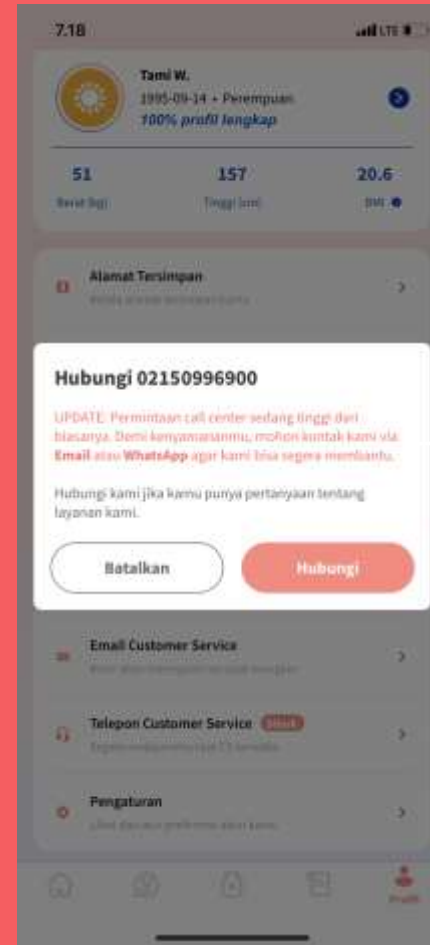 7.18
LTE
Tami W.
1995-09-14 • Perempuan
100% profil lengkap
51
157
20.6
Berat (kg)
Tinggi (cm)
BMI
Alamat Tersimpan
Hubungi 02150996900
UPDATE: Permintaan call center sedang tinggi dari
biasanya. Demi kenyamananmu, mohon kontak kami via
Email atau WhatsApp agar kami bisa segera membantu.
Hubungi kami jika kamu punya pertanyaan tentang
layanan kami.
Batalkan
Hubungi
Email Customer Service
Telepon Customer Service
Pengaturan
Profil